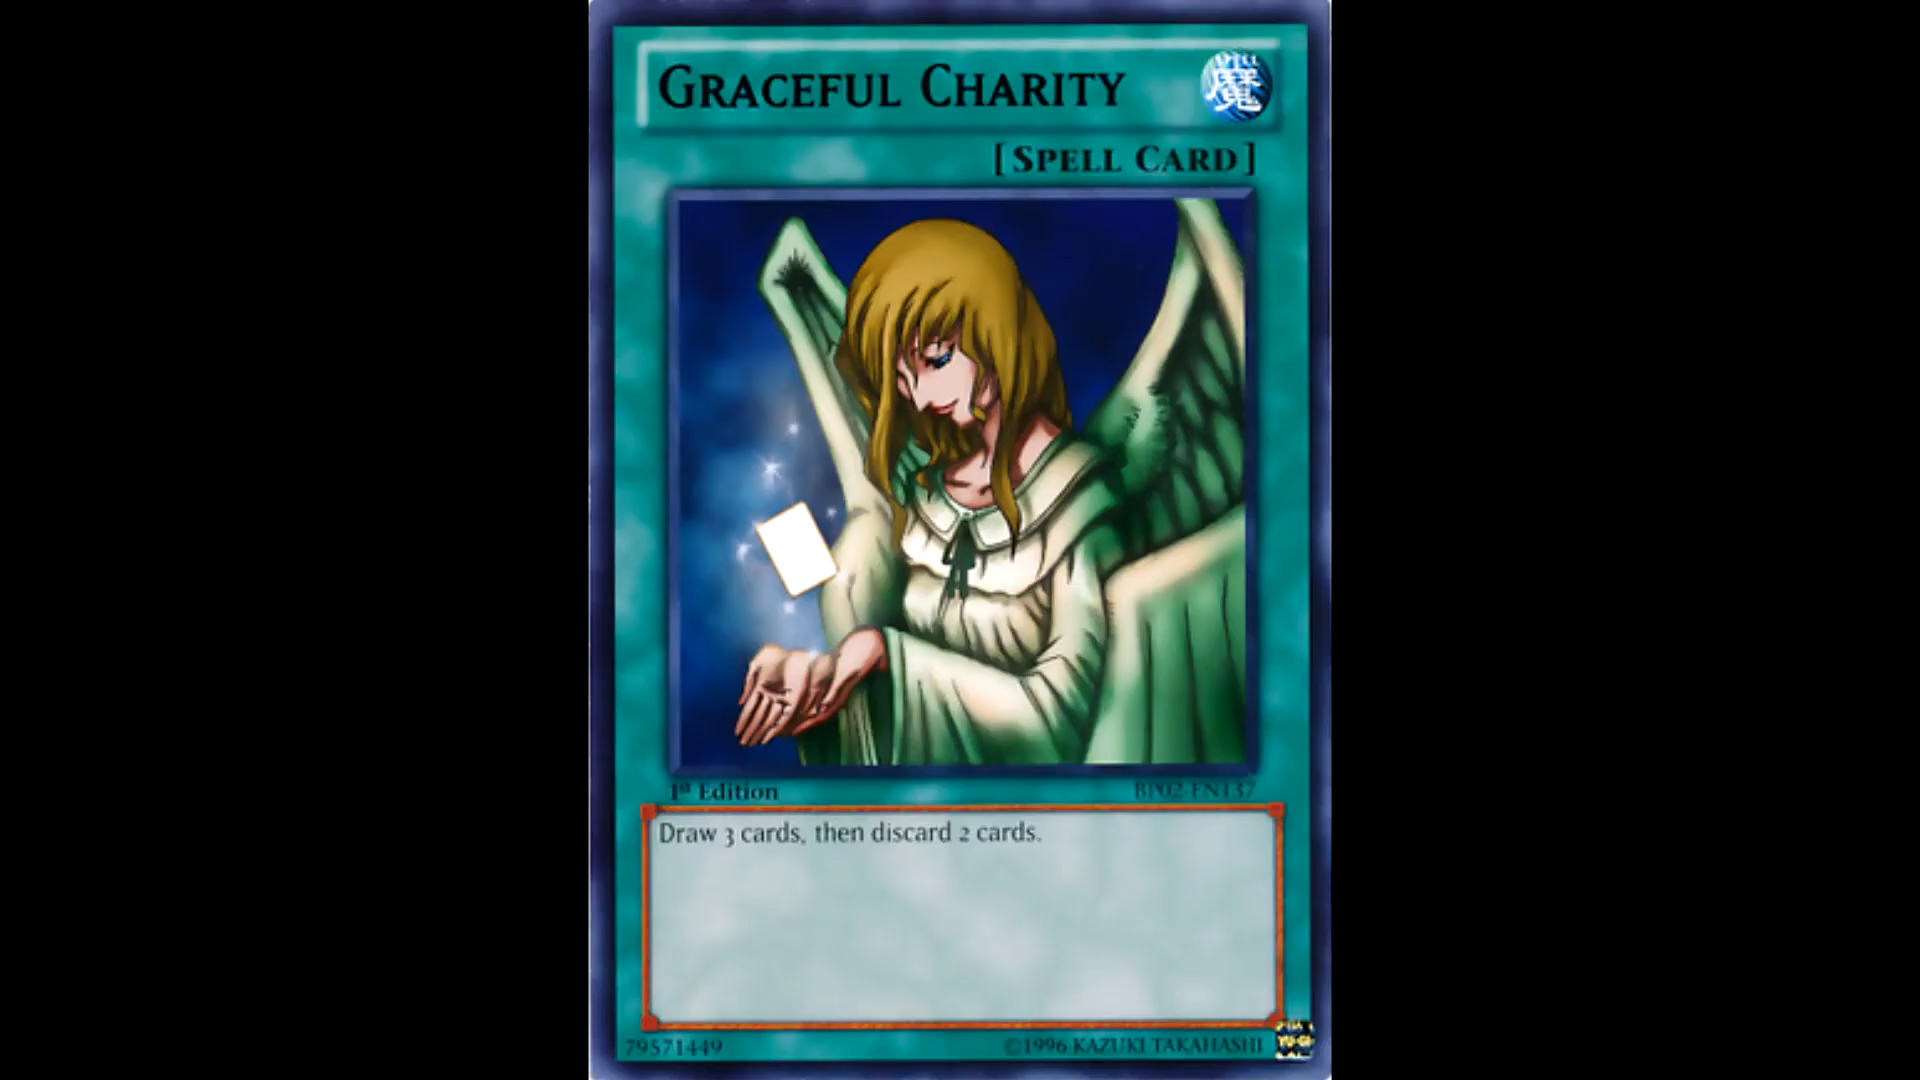 GRACEFUL CHARITY
魔
[SPELL CARD]
1st Edition
BP02-EN137
Draw 3 cards, then discard 2 cards.
79571449
©1996 KAZUKI TAKAHASHI